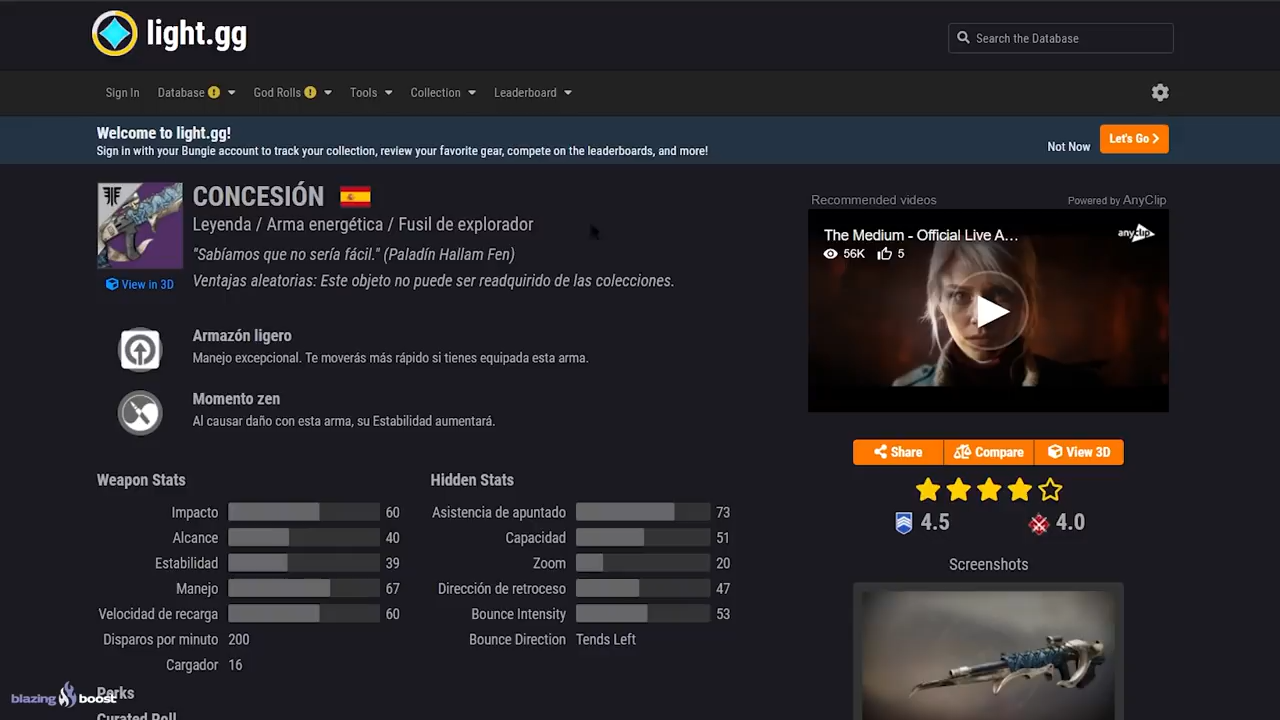 light.gg
Search the Database
Sign In
Database
God Rolls
Tools
Collection
Leaderboard
Welcome to light.gg!
Sign in with your Bungie account to track your collection, review your favorite gear, compete on the leaderboards, and more!
Not Now
Let's Go
CONCESIÓN
Leyenda / Arma energética / Fusil de explorador
"Sabíamos que no sería fácil." (Paladín Hallam Fen)
Ventajas aleatorias: Este objeto no puede ser readquirido de las colecciones.
View in 3D
Armazón ligero
Manejo excepcional. Te moverás más rápido si tienes equipada esta arma.
Momento zen
Al causar daño con esta arma, su Estabilidad aumentará.
Weapon Stats
Impacto 60
Alcance 40
Estabilidad 39
Manejo 67
Velocidad de recarga 60
Disparos por minuto 200
Cargador 16
Hidden Stats
Asistencia de apuntado 73
Capacidad 51
Zoom 20
Dirección de retroceso 47
Bounce Intensity 53
Bounce Direction Tends Left
Perks
Curated Roll
blazing boost
Recommended videos
Powered by AnyClip
The Medium - Official Live A...
56K 5
anyclip
Share
Compare
View 3D
4.5
4.0
Screenshots